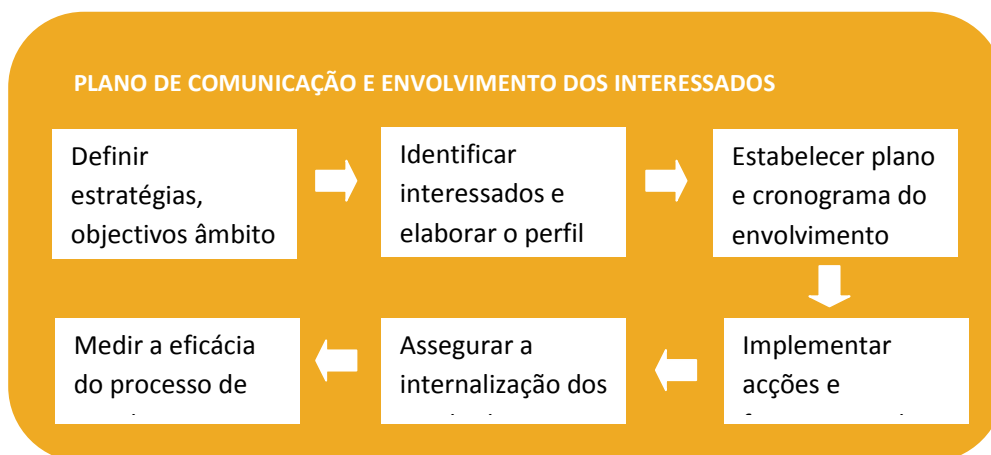 PLANO DE COMUNICAÇÃO E ENVOLVIMENTO DOS INTERESSADOS
Definir
estratégias,
objectivos âmbito
Identificar
interessados e
elaborar o perfil
Estabelecer plano
e cronograma do
envolvimento
Implementar
acções e
Assegurar a
internalização dos
Medir a eficácia
do processo de